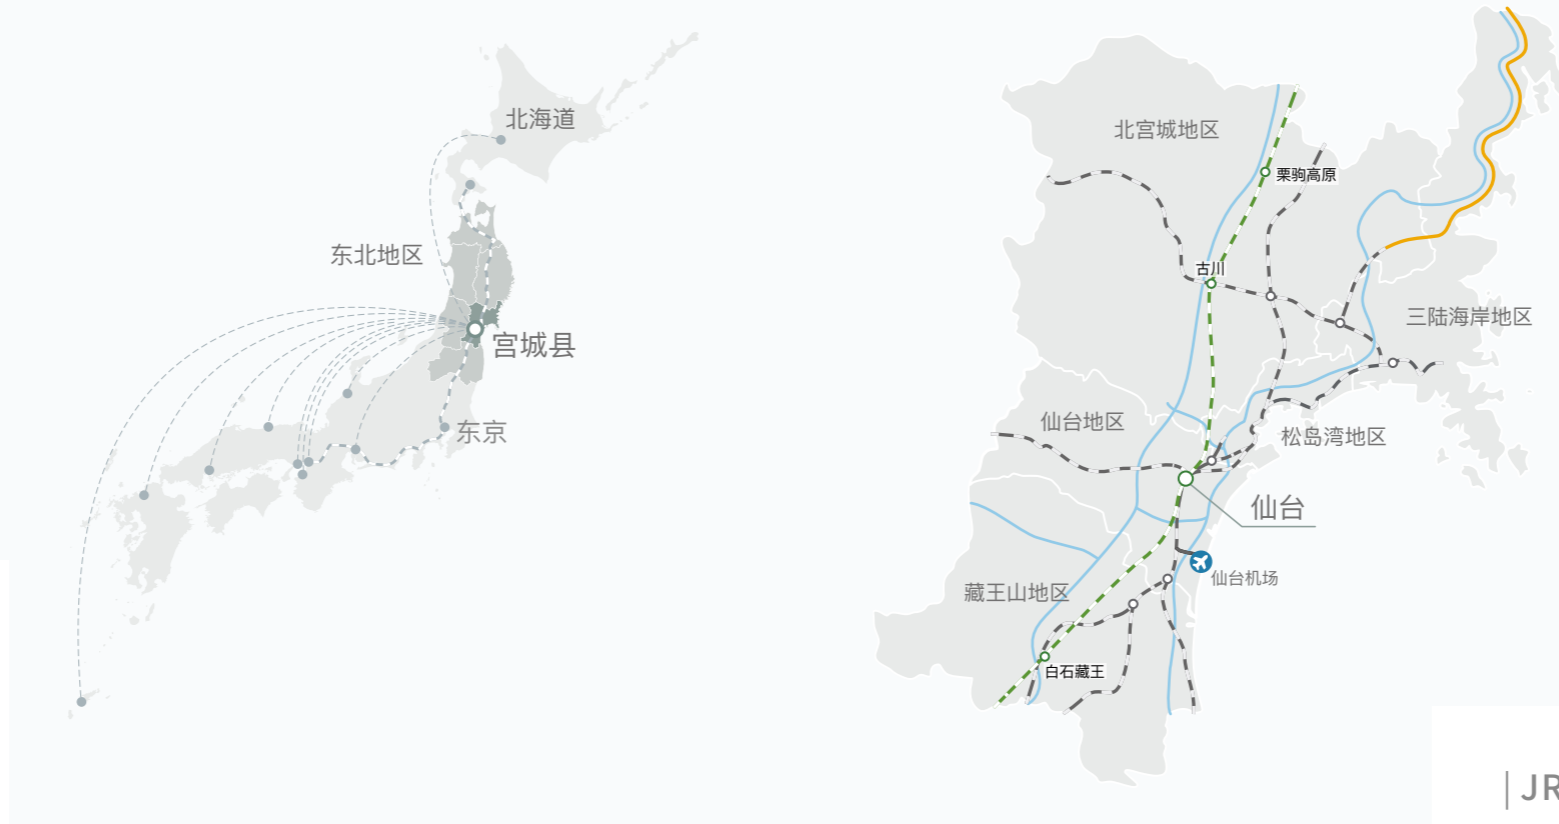 北海道
东北地区
宫城县
东京
北宫城地区
栗驹高原
古川
三陆海岸地区
仙台地区
松岛湾地区
仙台
仙台机场
藏王山地区
白石藏王
JR